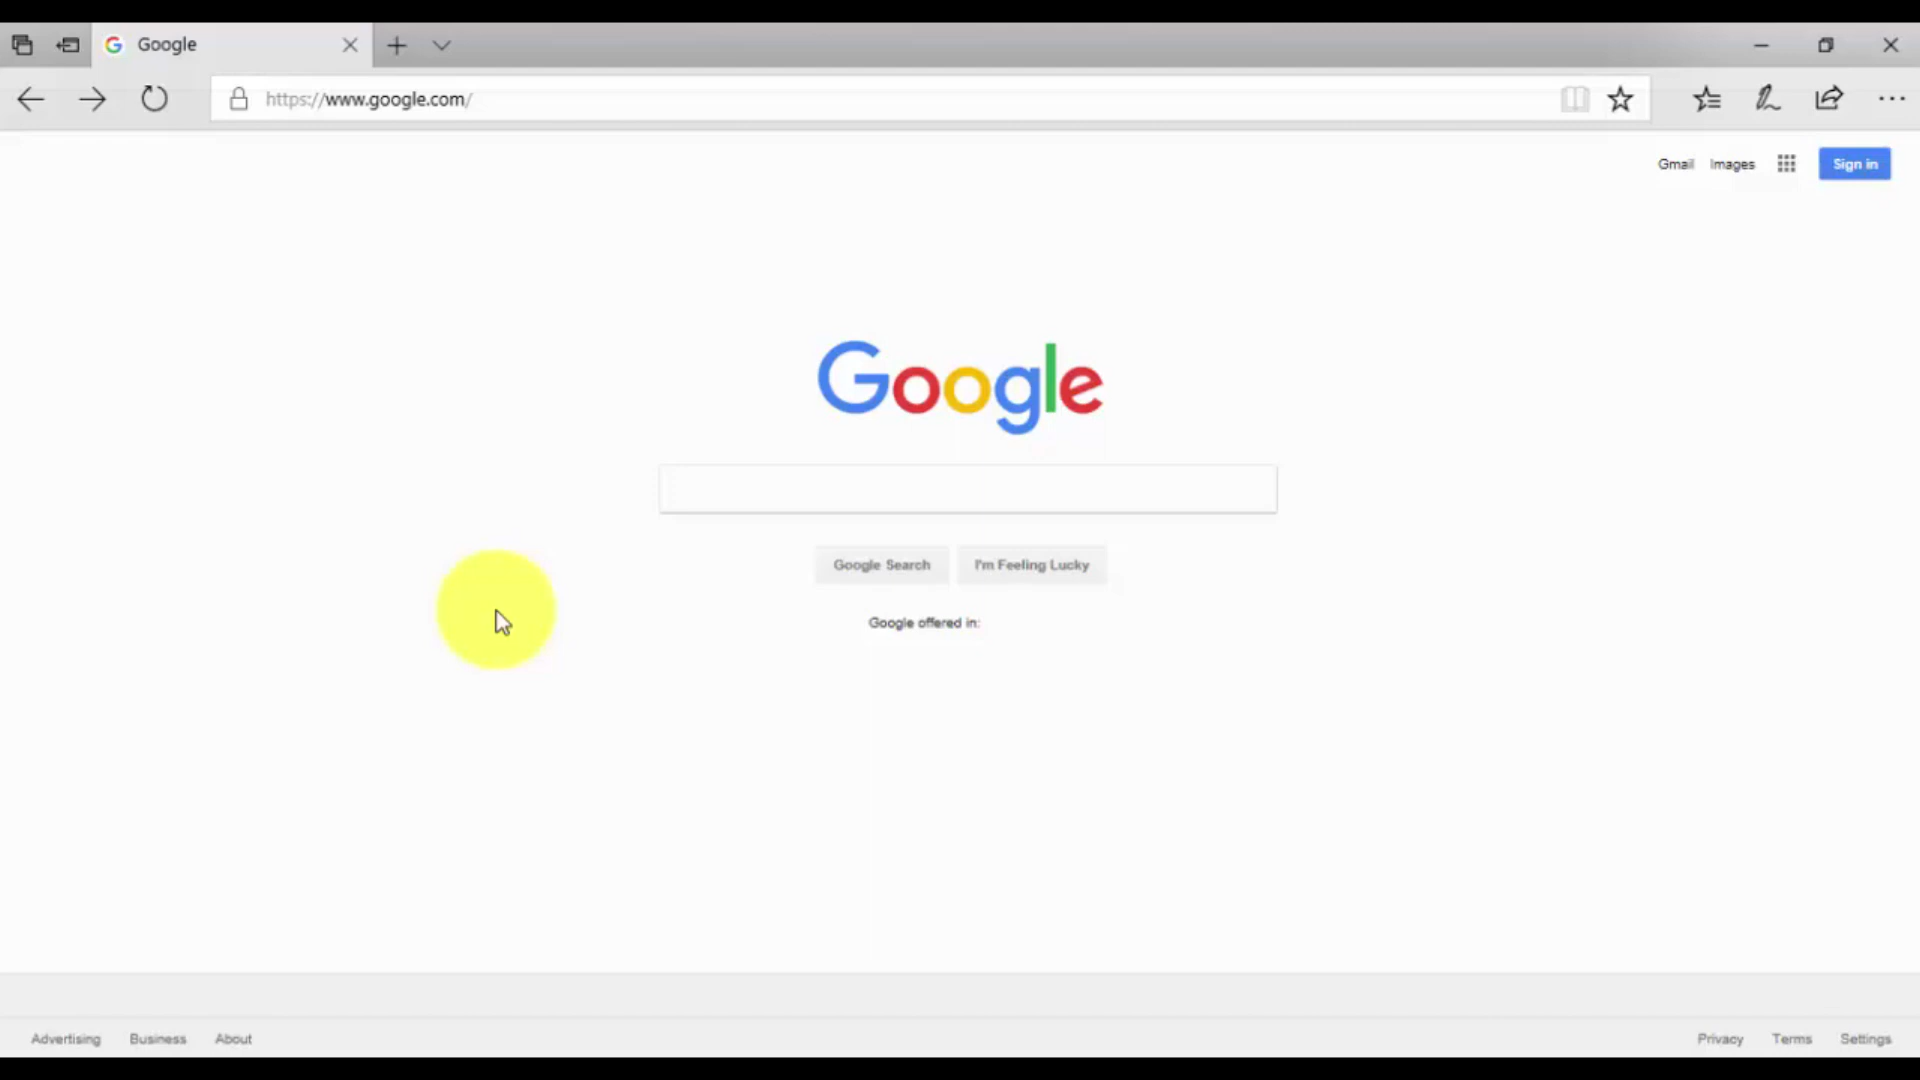 Google
https://www.google.com/
Gmail Images Sign in
Google
Google Search I'm Feeling Lucky
Google offered in:
Advertising Business About Privacy Terms Settings